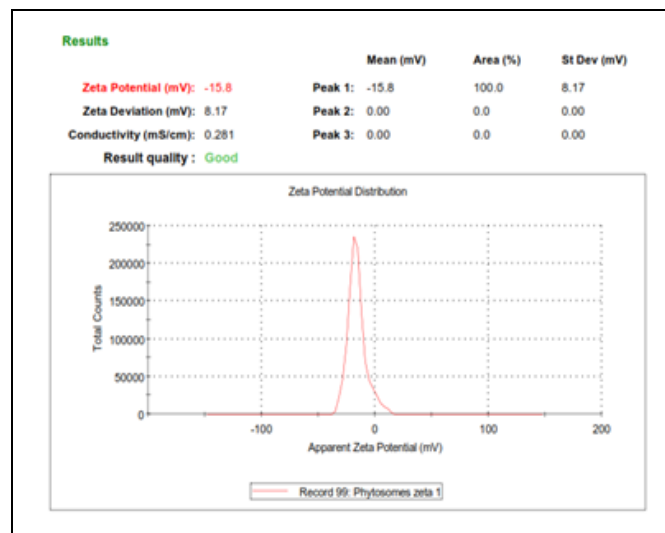 Results
Mean (mV) Area (%) St Dev (mV)
Zeta Potential (mV): -15.8 Peak 1: -15.8 100.0 8.17
Zeta Deviation (mV): 8.17 Peak 2: 0.00 0.0 0.00
Conductivity (mS/cm): 0.281 Peak 3: 0.00 0.0 0.00
Result quality : Good
Zeta Potential Distribution
250000
200000
150000
100000
50000
0
Total Counts
-100 0 100 200
Apparent Zeta Potential (mV)
Record 99: Phytosomes zeta 1